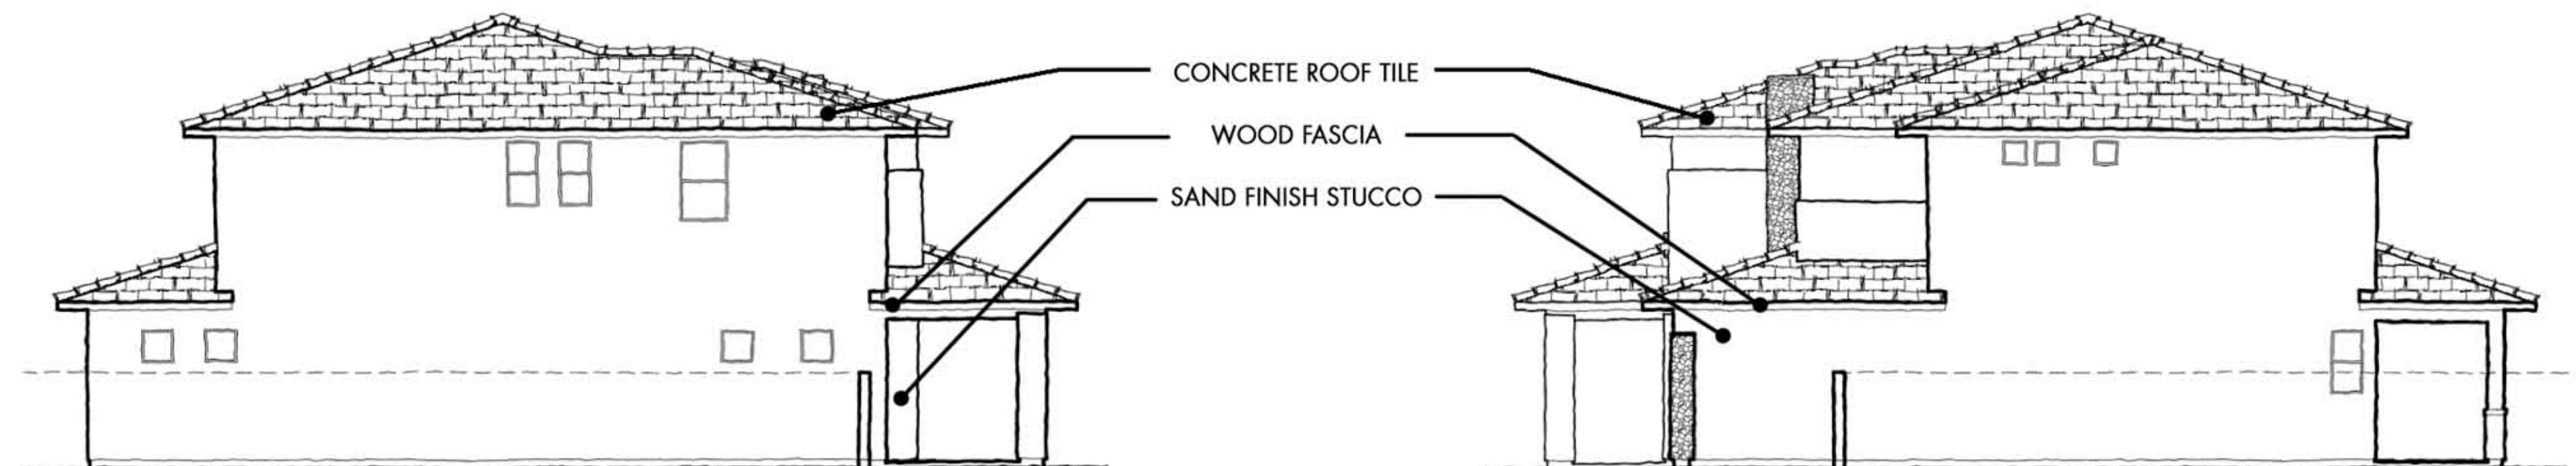 CONCRETE ROOF TILE
WOOD FASCIA
SAND FINISH STUCCO